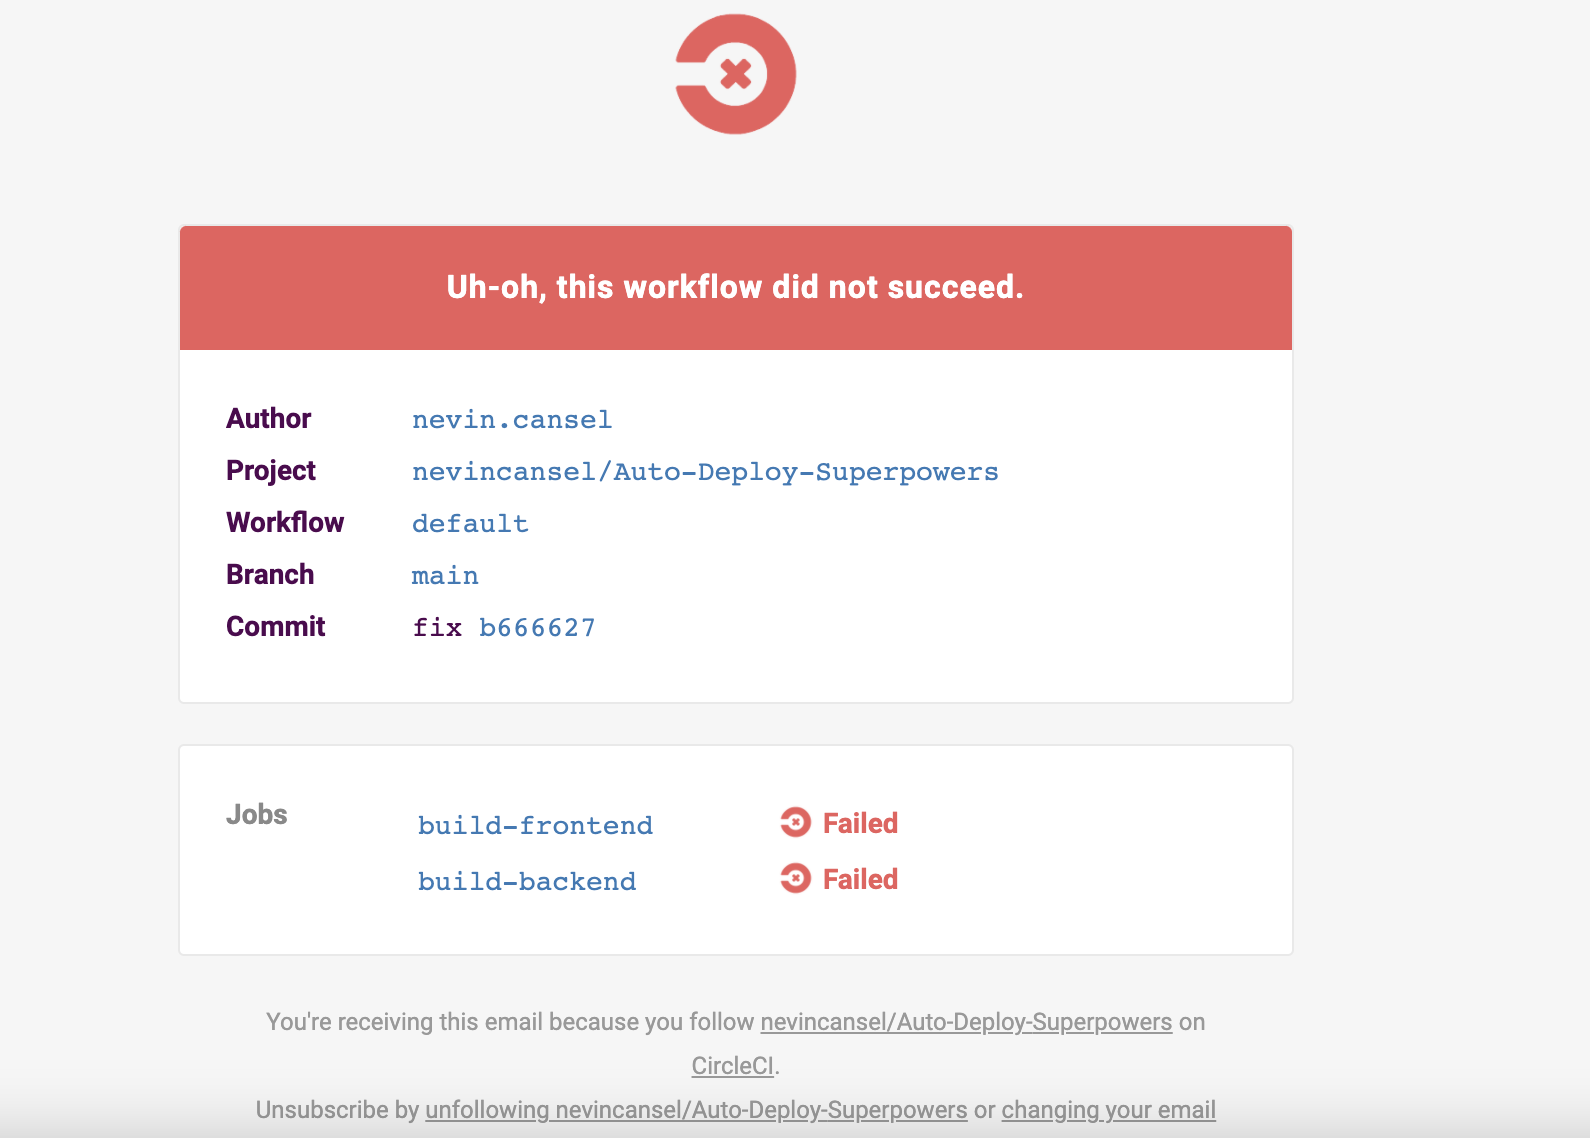 Uh-oh, this workflow did not succeed.
Author nevin.cansel
Project nevincansel/Auto-Deploy-Superpowers
Workflow default
Branch main
Commit fix b666627
Jobs build-frontend Failed
build-backend Failed
You're receiving this email because you follow nevincansel/Auto-Deploy-Superpowers on
CircleCI.
Unsubscribe by unfollowing nevincansel/Auto-Deploy-Superpowers or changing your email